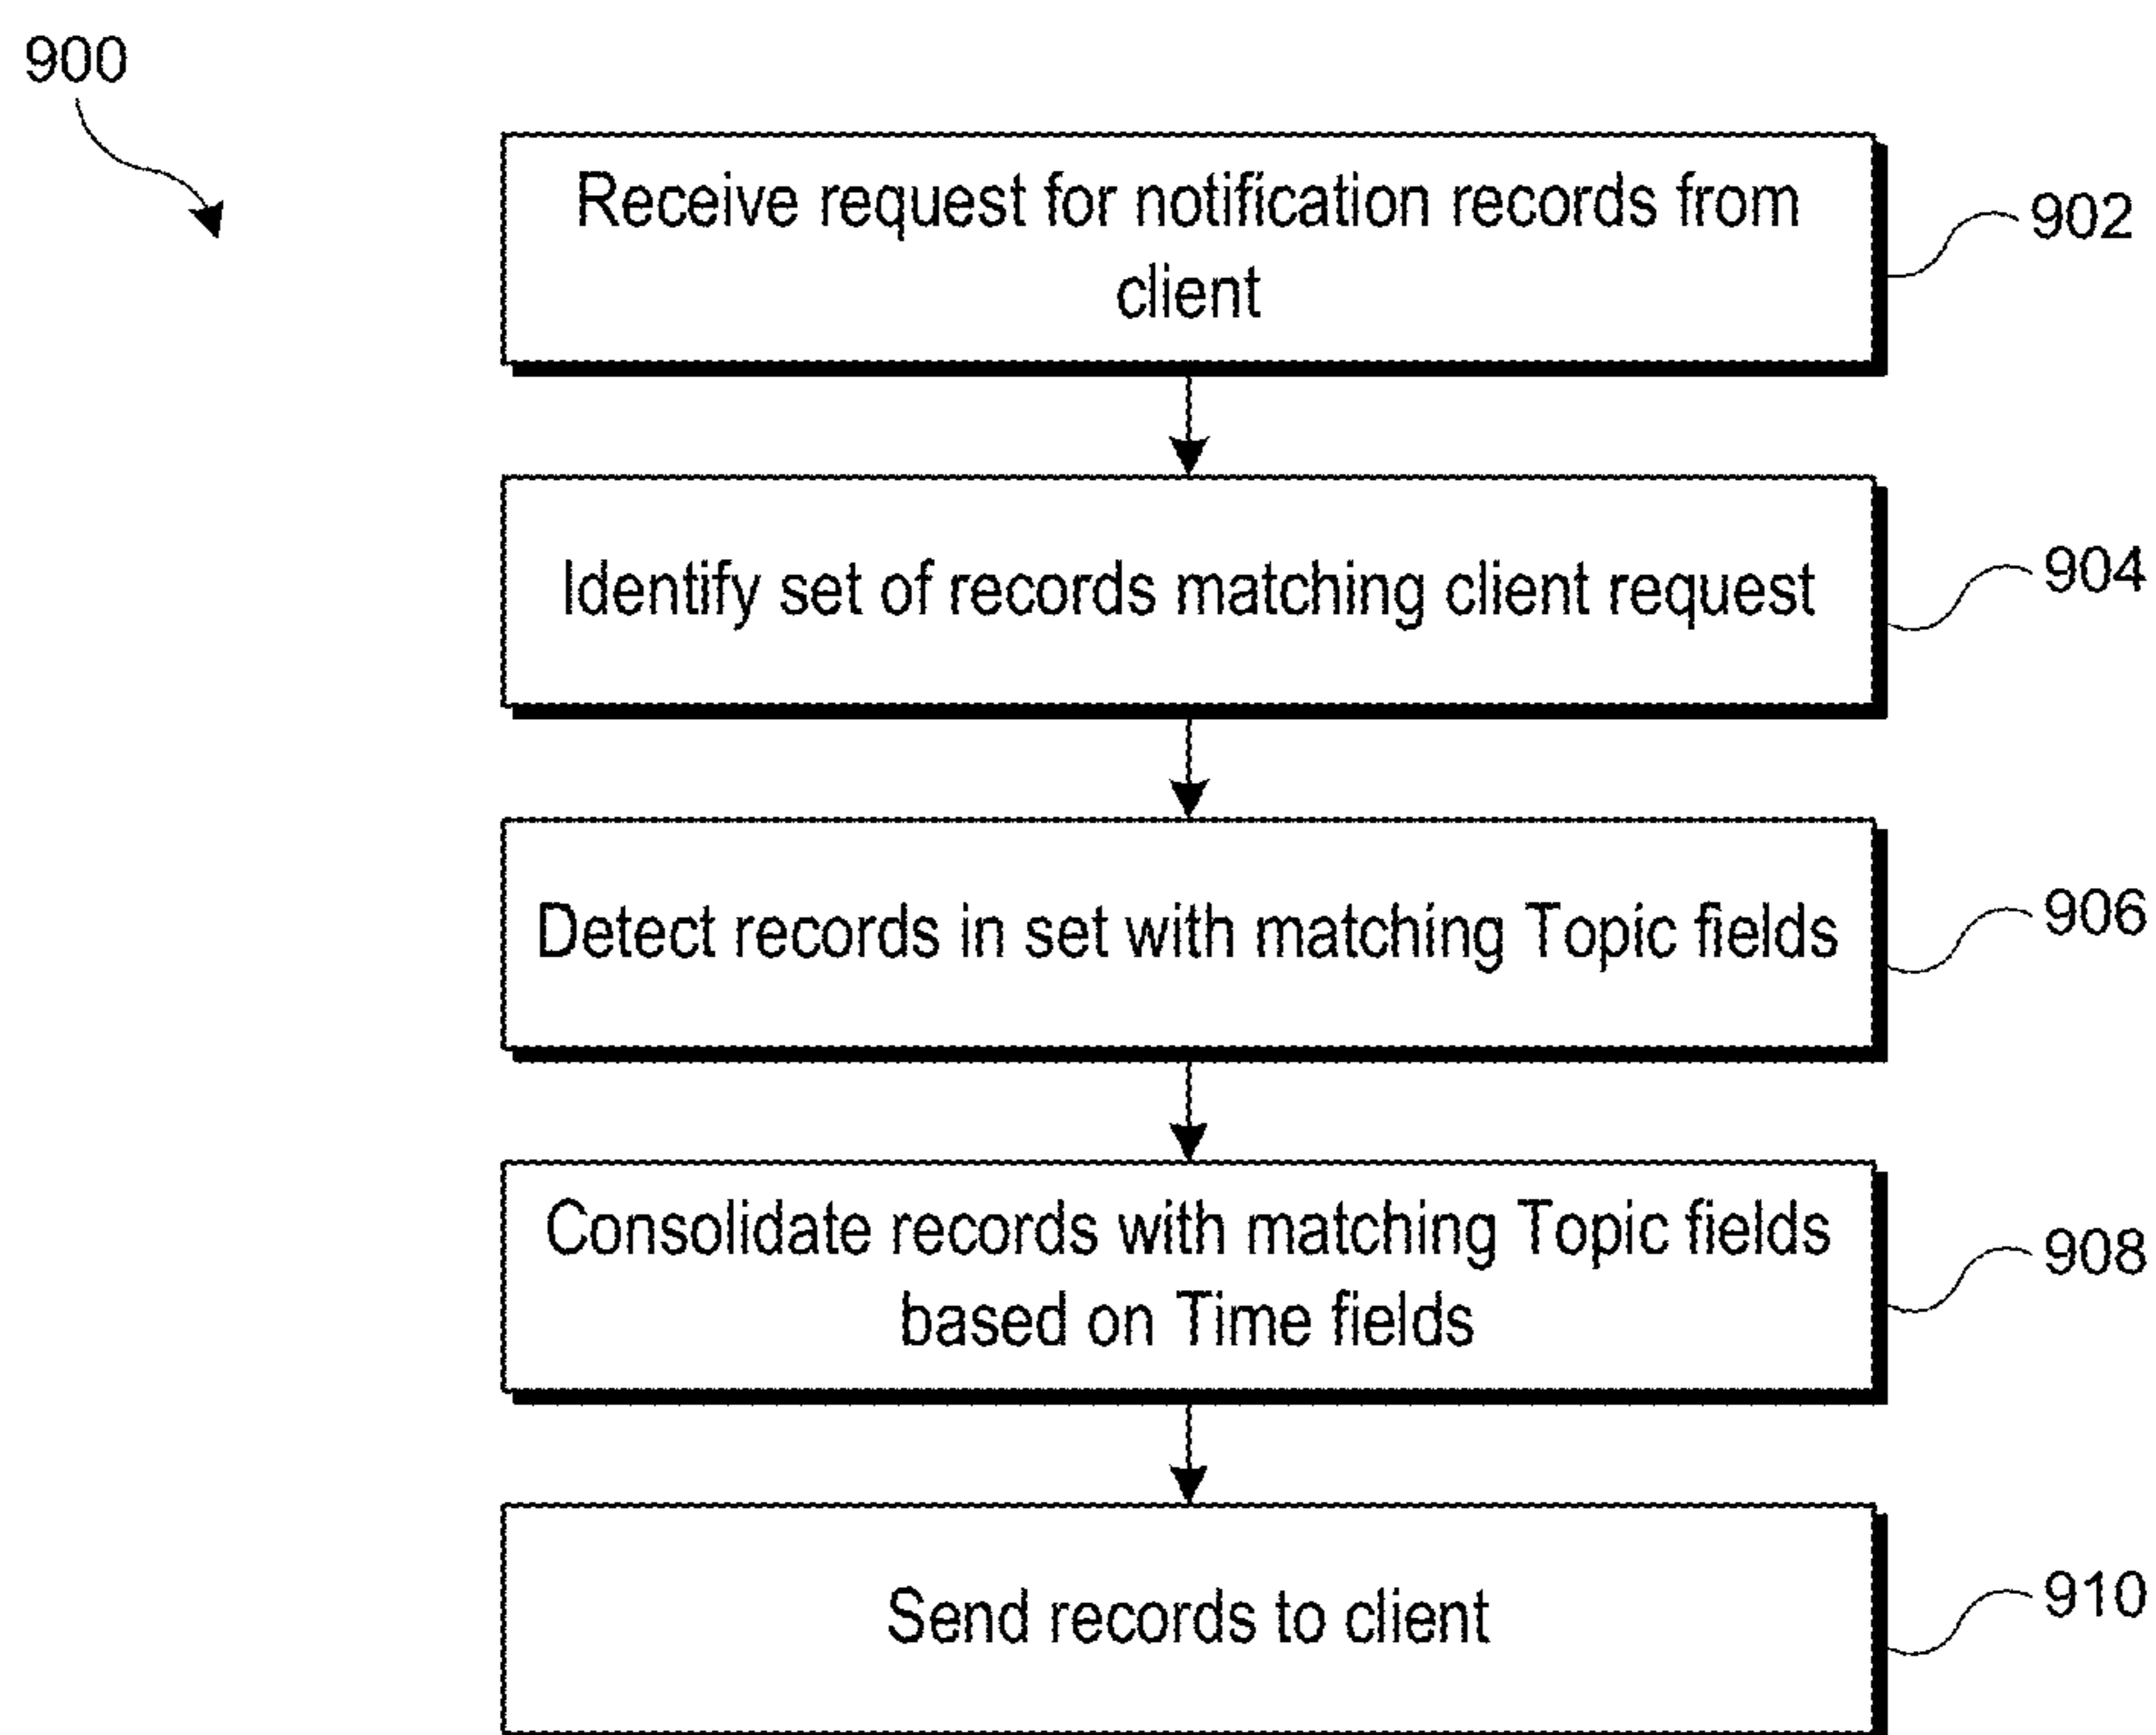 900
Receive request for notification records from
client
902
Identify set of records matching client request
904
Detect records in set with matching Topic fields
906
Consolidate records with matching Topic fields
based on Time fields
908
Send records to client
910